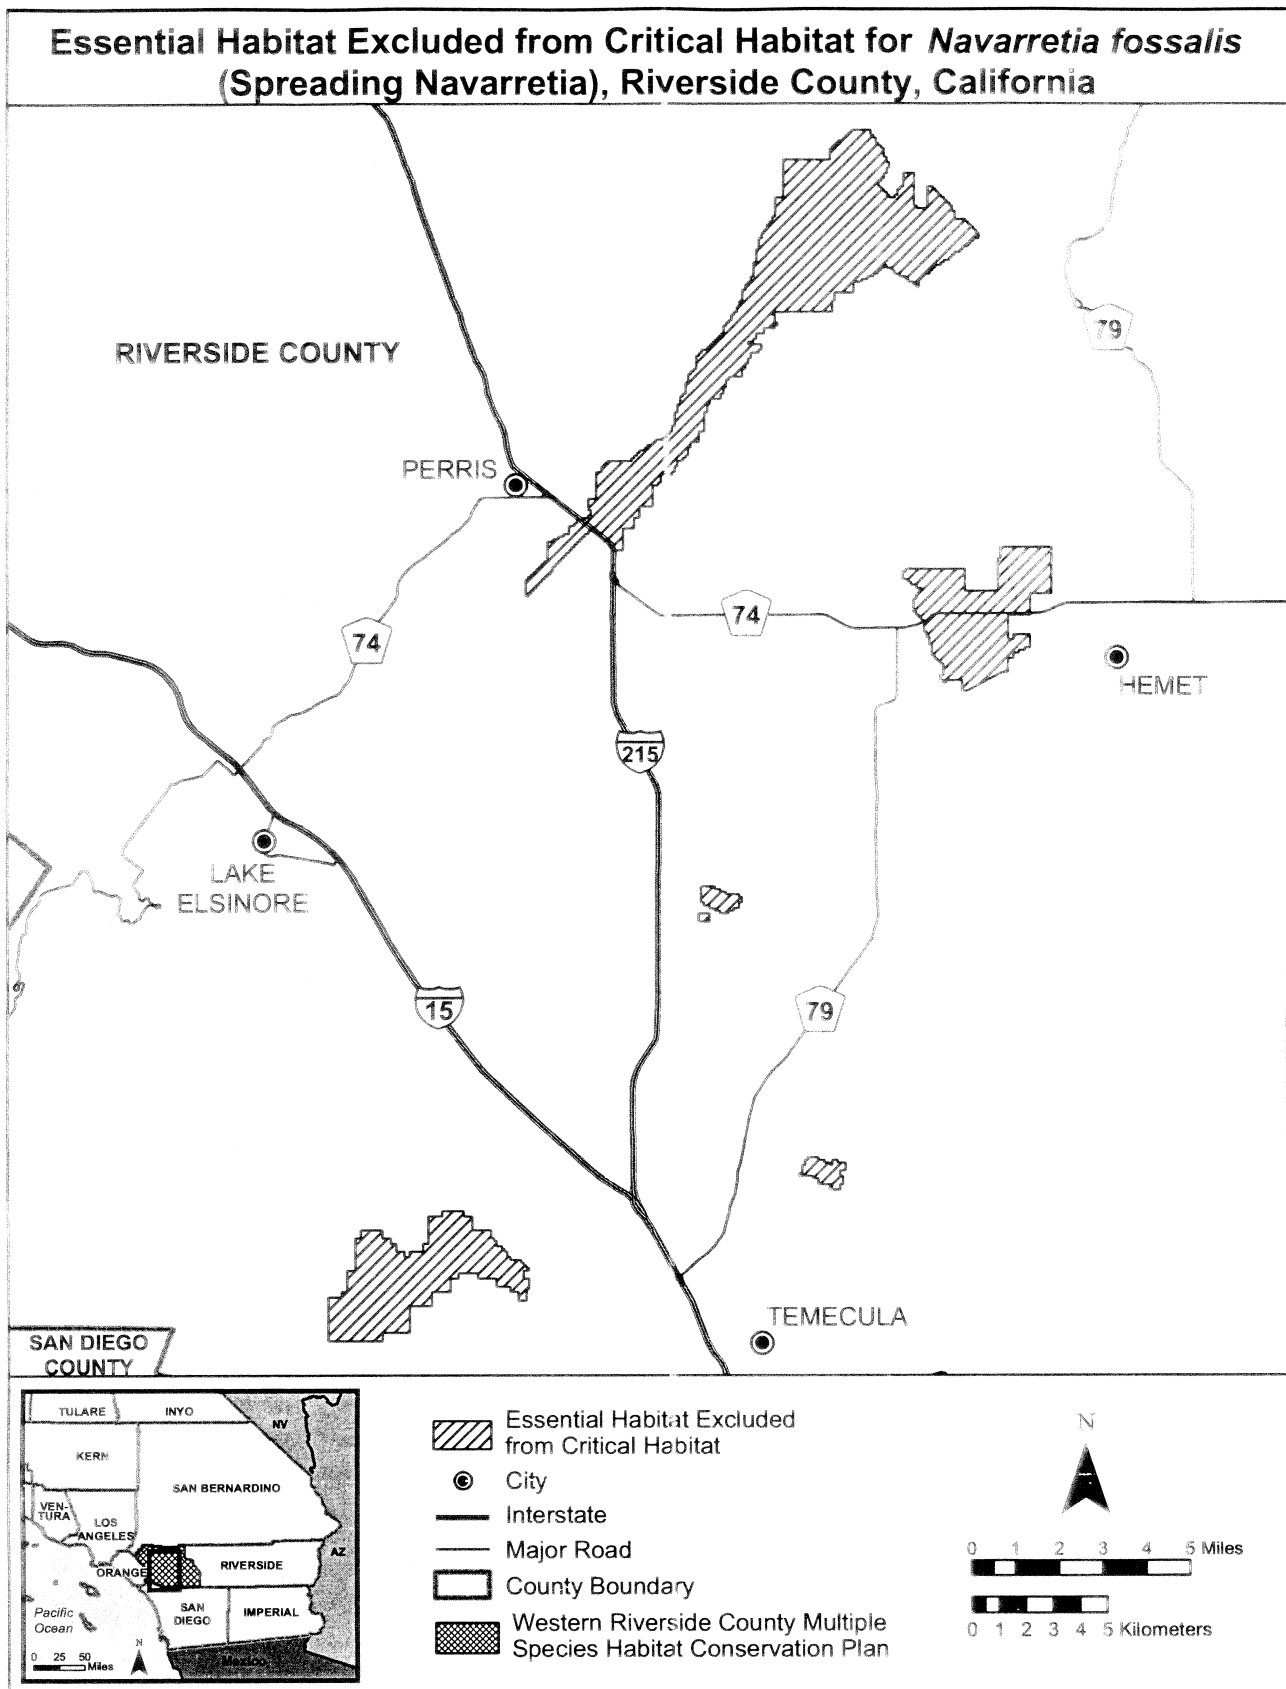 Essential Habitat Excluded from Critical Habitat for Navarretia fossalis
(Spreading Navarretia), Riverside County, California
RIVERSIDE COUNTY
79
PERRIS
74
74
HEMET
215
LAKE
ELSINORE
15
79
TEMECULA
SAN DIEGO
COUNTY
TULARE
INYO
NV
KERN
SAN BERNARDINO
VEN-
TURA
LOS
ANGELES
AZ
ORANGE
RIVERSIDE
SAN
DIEGO
IMPERIAL
Pacific
Ocean
N
0 25 50
Miles
Mexico
Essential Habitat Excluded
from Critical Habitat
City
Interstate
Major Road
County Boundary
Western Riverside County Multiple
Species Habitat Conservation Plan
N
0 1 2 3 4 5 Miles
0 1 2 3 4 5 Kilometers